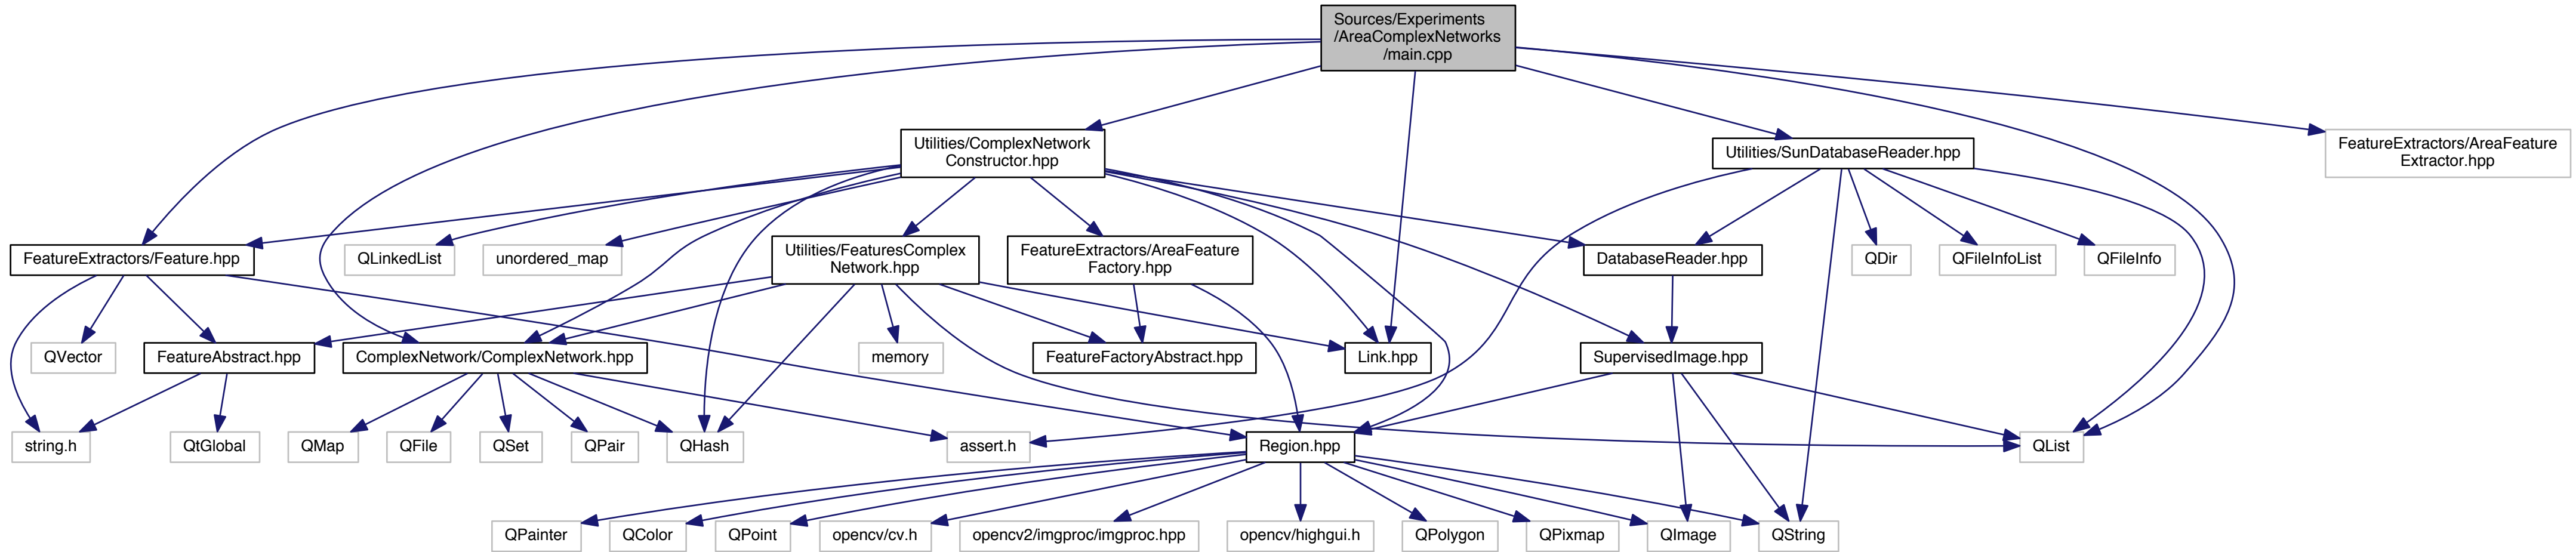 Sources/Experiments
/AreaComplexNetworks
/main.cpp
Utilities/ComplexNetwork
Constructor.hpp
Utilities/SunDatabaseReader.hpp
FeatureExtractors/AreaFeature
Extractor.hpp
FeatureExtractors/Feature.hpp
QLinkedList
unordered_map
Utilities/FeaturesComplex
Network.hpp
FeatureExtractors/AreaFeature
Factory.hpp
DatabaseReader.hpp
QDir
QFileInfoList
QFileInfo
QVector
FeatureAbstract.hpp
ComplexNetwork/ComplexNetwork.hpp
memory
FeatureFactoryAbstract.hpp
Link.hpp
SupervisedImage.hpp
string.h
QtGlobal
QMap
QFile
QSet
QPair
QHash
assert.h
Region.hpp
QList
QPainter
QColor
QPoint
opencv/cv.h
opencv2/imgproc/imgproc.hpp
opencv/highgui.h
QPolygon
QPixmap
QImage
QString